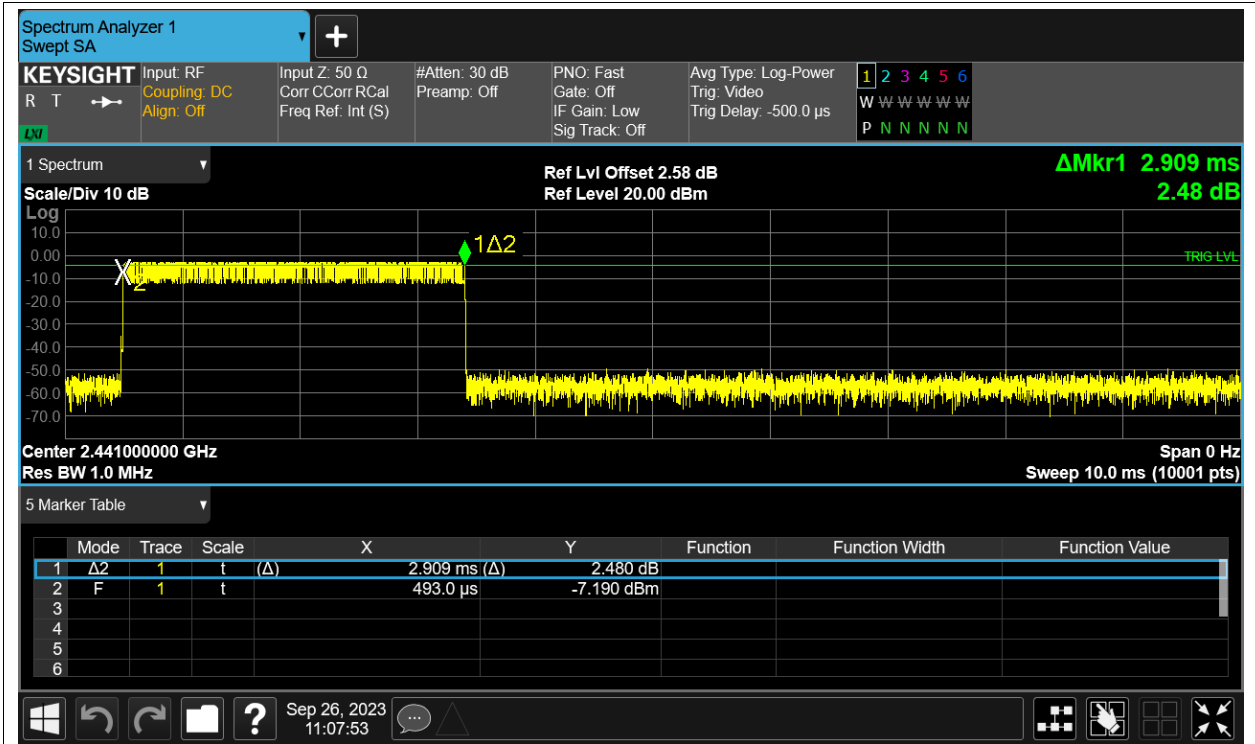 Spectrum Analyzer 1
Swept SA
KEYSIGHT
R T
LXI
Input: RF
Coupling: DC
Align: Off
Input Z: 50 Ω
Corr CCorr RCal
Freq Ref: Int (S)
#Atten: 30 dB
Preamp: Off
PNO: Fast
Gate: Off
IF Gain: Low
Sig Track: Off
Avg Type: Log-Power
Trig: Video
Trig Delay: -500.0 µs
1 2 3 4 5 6
W W W W W W
P N N N N N
1 Spectrum
Scale/Div 10 dB
Ref Lvl Offset 2.58 dB
Ref Level 20.00 dBm
ΔMkr1 2.909 ms
2.48 dB
Log
10.0
0.00
-10.0
-20.0
-30.0
-40.0
-50.0
-60.0
-70.0
1Δ2
X2
TRIG LVL
Center 2.441000000 GHz
Res BW 1.0 MHz
Span 0 Hz
Sweep 10.0 ms (10001 pts)
5 Marker Table
Mode Trace Scale X Y Function Function Width Function Value
1 Δ2 1 t (Δ) 2.909 ms (Δ) 2.480 dB
2 F 1 t 493.0 µs -7.190 dBm
3
4
5
6
?
Sep 26, 2023
11:07:53